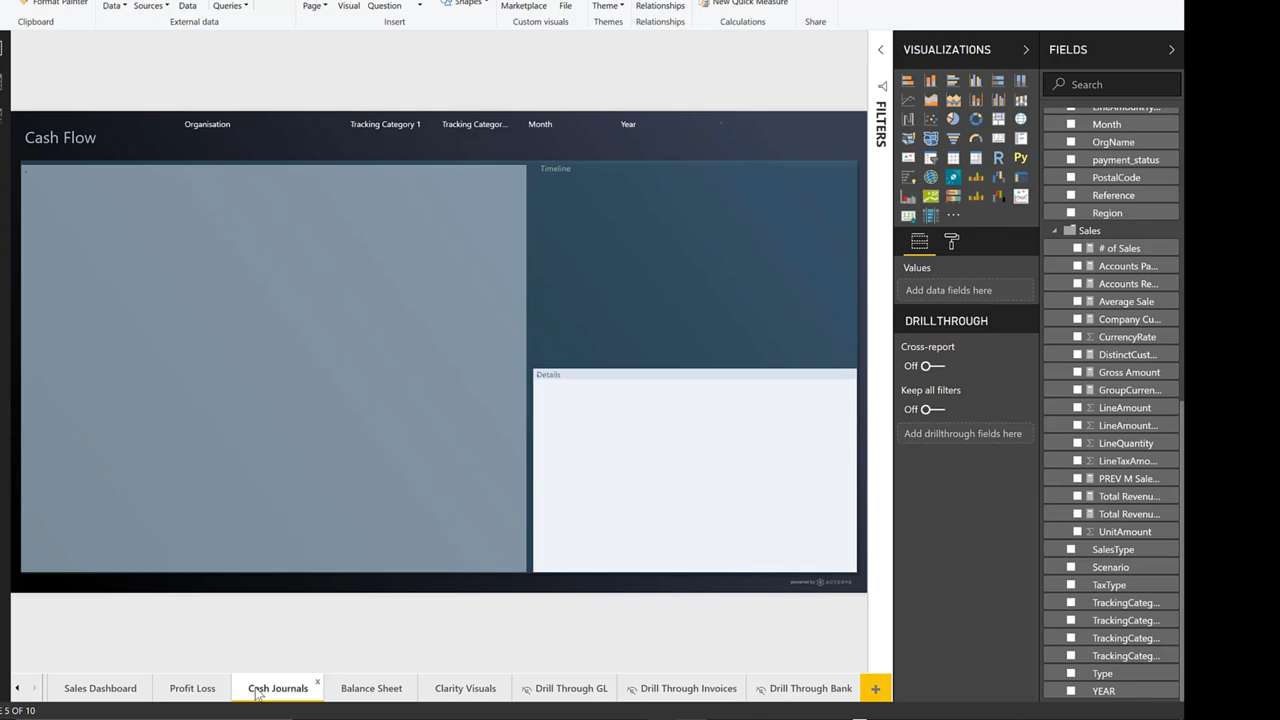 Format Painter
Data
Sources
Data
Queries
Page
Visual
Question
Shapes
Marketplace
File
Theme
Relationships
New Quick Measure
Clipboard
External data
Insert
Custom visuals
Themes
Relationships
Calculations
Share
Cash Flow
Organisation
Tracking Category 1
Tracking Categor...
Month
Year
Timeline
Details
powered by ACTERYS
FILTERS
VISUALIZATIONS
R
Py
...
Values
Add data fields here
DRILLTHROUGH
Cross-report
Off
Keep all filters
Off
Add drillthrough fields here
FIELDS
Search
Month
OrgName
payment_status
PostalCode
Reference
Region
Sales
# of Sales
Accounts Pa...
Accounts Re...
Average Sale
Company Cu...
CurrencyRate
DistinctCust...
Gross Amount
GroupCurren...
LineAmount
LineAmount...
LineQuantity
LineTaxAmo...
PREV M Sale...
Total Revenu...
Total Revenu...
UnitAmount
SalesType
Scenario
TaxType
TrackingCateg...
TrackingCateg...
TrackingCateg...
TrackingCateg...
Type
YEAR
Sales Dashboard
Profit Loss
Cash Journals
x
Balance Sheet
Clarity Visuals
Drill Through GL
Drill Through Invoices
Drill Through Bank
+
5 OF 10